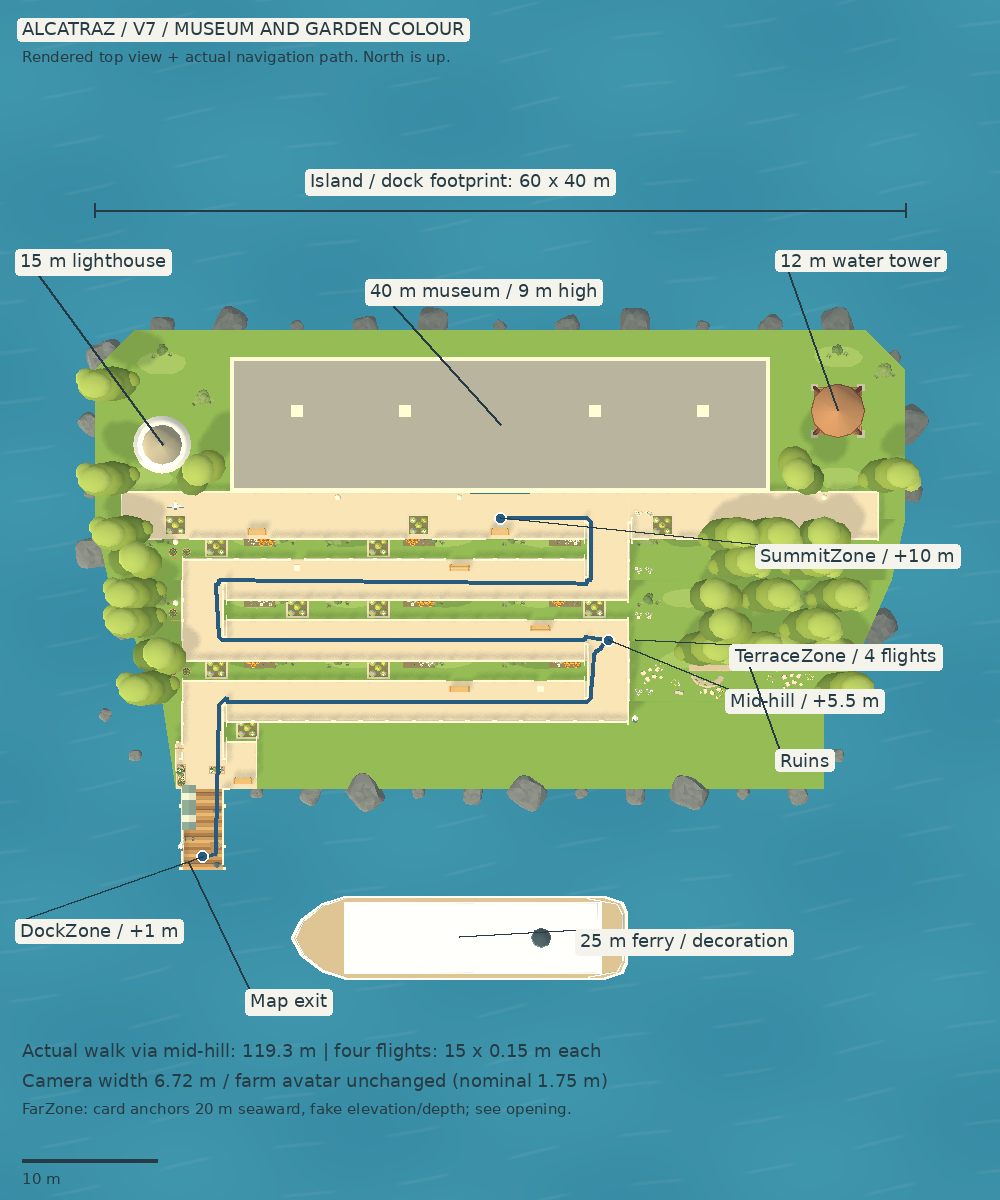 ALCATRAZ / V7 / MUSEUM AND GARDEN COLOUR
Rendered top view + actual navigation path. North is up.
Island / dock footprint: 60 x 40 m
15 m lighthouse
12 m water tower
40 m museum / 9 m high
SummitZone / +10 m
TerraceZone / 4 flights
Mid-hill / +5.5 m
Ruins
DockZone / +1 m
25 m ferry / decoration
Map exit
Actual walk via mid-hill: 119.3 m | four flights: 15 x 0.15 m each
Camera width 6.72 m / farm avatar unchanged (nominal 1.75 m)
FarZone: card anchors 20 m seaward, fake elevation/depth; see opening.
10 m